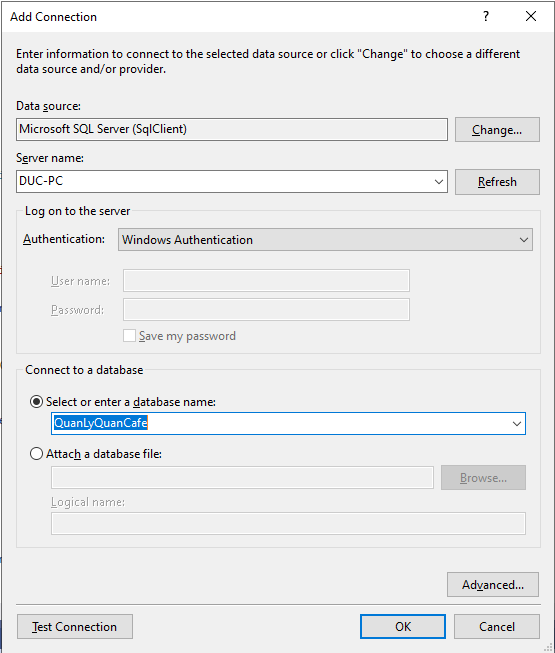 Add Connection
?
Enter information to connect to the selected data source or click "Change" to choose a different
data source and/or provider.
Data source:
Microsoft SQL Server (SqlClient)
Change...
Server name:
DUC-PC
Refresh
Log on to the server
Authentication:
Windows Authentication
User name:
Password:
Save my password
Connect to a database
Select or enter a database name:
QuanLyQuanCafe
Attach a database file:
Browse...
Logical name:
Advanced...
Test Connection
OK
Cancel